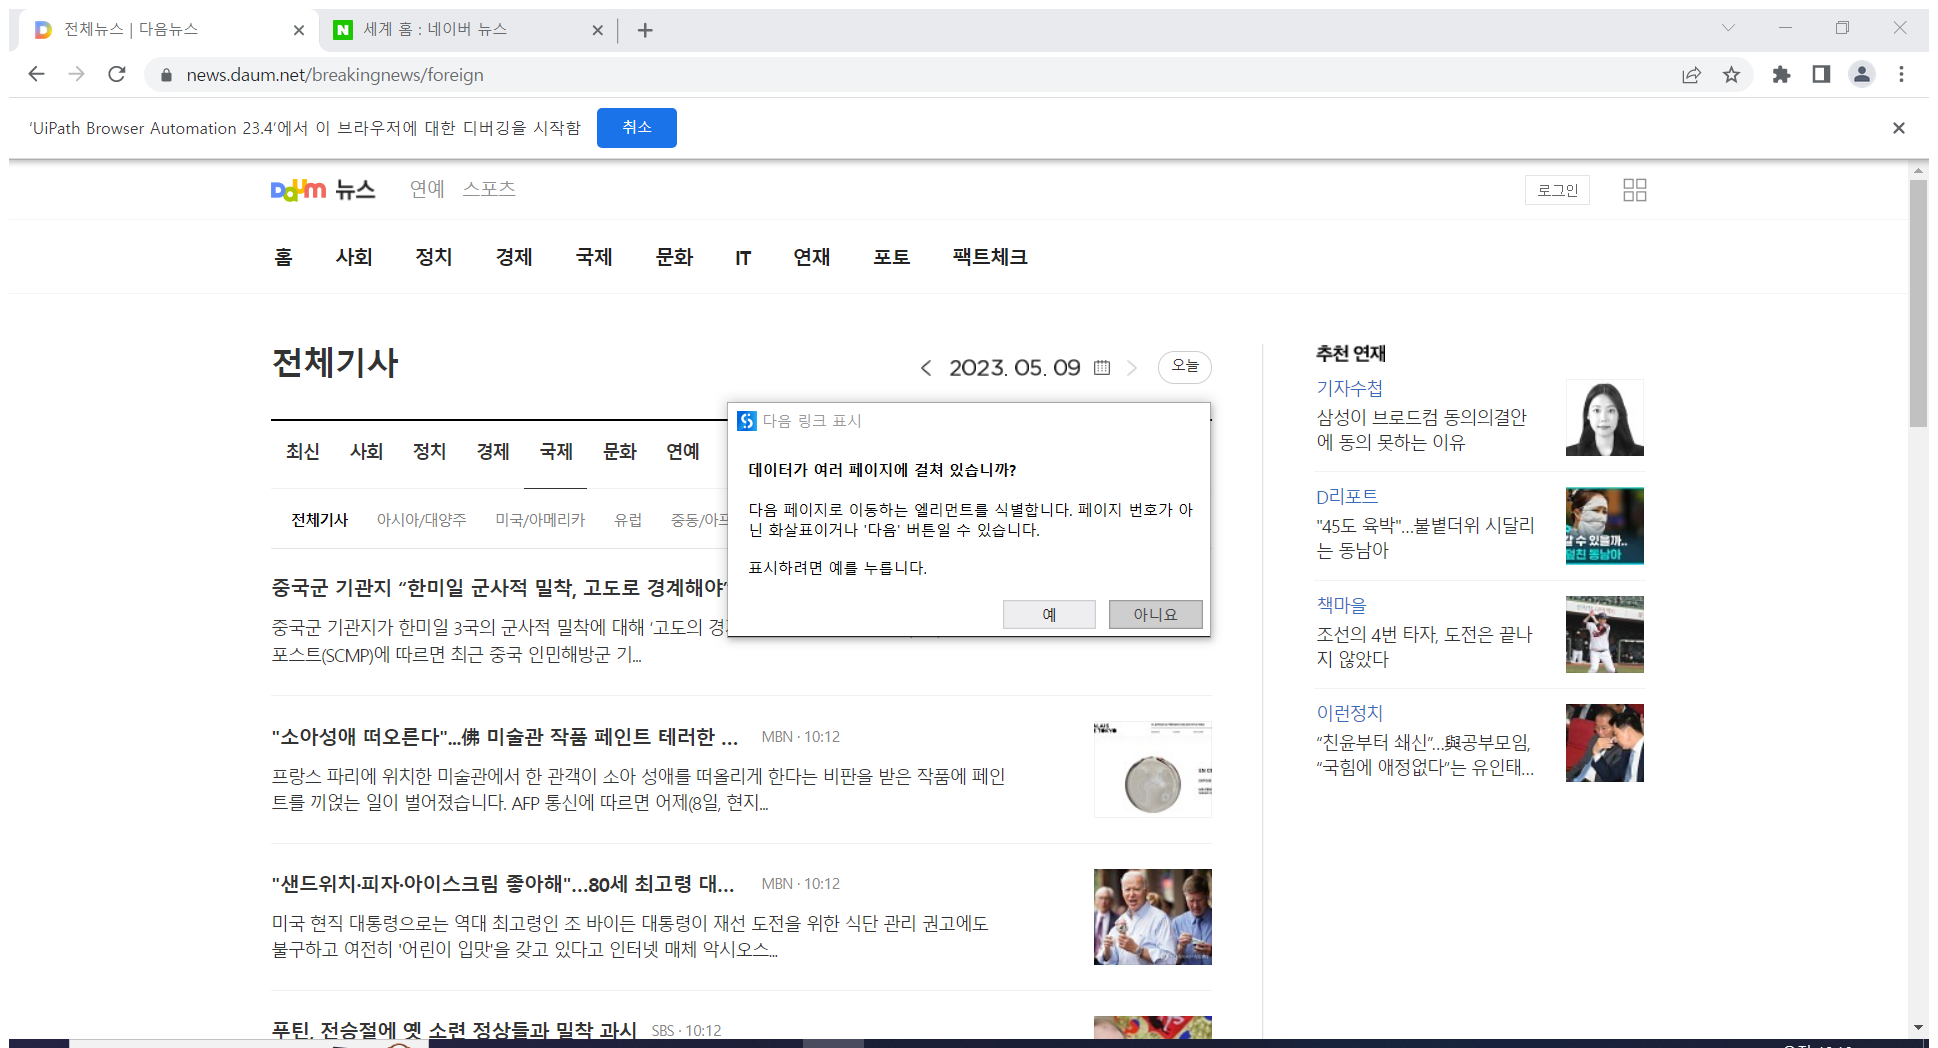 전체뉴스 | 다음뉴스
세계 홈 : 네이버 뉴스
news.daum.net/breakingnews/foreign
'UiPath Browser Automation 23.4'에서 이 브라우저에 대한 디버깅을 시작함
취소
Daum 뉴스 연예 스포츠
로그인
홈 사회 정치 경제 국제 문화 IT 연재 포토 팩트체크
전체기사
2023. 05. 09
오늘
최신 사회 정치 경제 국제 문화 연예
전체기사 아시아/대양주 미국/아메리카 유럽 중동/아프
다음 링크 표시
데이터가 여러 페이지에 걸쳐 있습니까?
다음 페이지로 이동하는 엘리먼트를 식별합니다. 페이지 번호가 아
닌 화살표이거나 '다음' 버튼일 수 있습니다.
표시하려면 예를 누릅니다.
예
아니요
중국군 기관지 “한미일 군사적 밀착, 고도로 경계해야”
중국군 기관지가 한미일 3국의 군사적 밀착에 대해 ‘고도의 경
포스트(SCMP)에 따르면 최근 중국 인민해방군 기...
"소아성애 떠오른다"...佛 미술관 작품 페인트 테러한 ...
MBN · 10:12
프랑스 파리에 위치한 미술관에서 한 관객이 소아 성애를 떠올리게 한다는 비판을 받은 작품에 페인
트를 끼얹는 일이 벌어졌습니다. AFP 통신에 따르면 어제(8일, 현지...
"샌드위치·피자·아이스크림 좋아해"...80세 최고령 대...
MBN · 10:12
미국 현직 대통령으로는 역대 최고령인 조 바이든 대통령이 재선 도전을 위한 식단 관리 권고에도
불구하고 여전히 '어린이 입맛'을 갖고 있다고 인터넷 매체 악시오스...
푸틴, 전승절에 옛 소련 정상들과 밀착 과시
SBS · 10:12
추천 연재
기자수첩
삼성이 브로드컴 동의의결안
에 동의 못하는 이유
D리포트
"45도 육박"...불볕더위 시달리
는 동남아
책마을
조선의 4번 타자, 도전은 끝나
지 않았다
이런정치
“친윤부터 쇄신”...與공부모임,
“국힘에 애정없다”는 유인태...